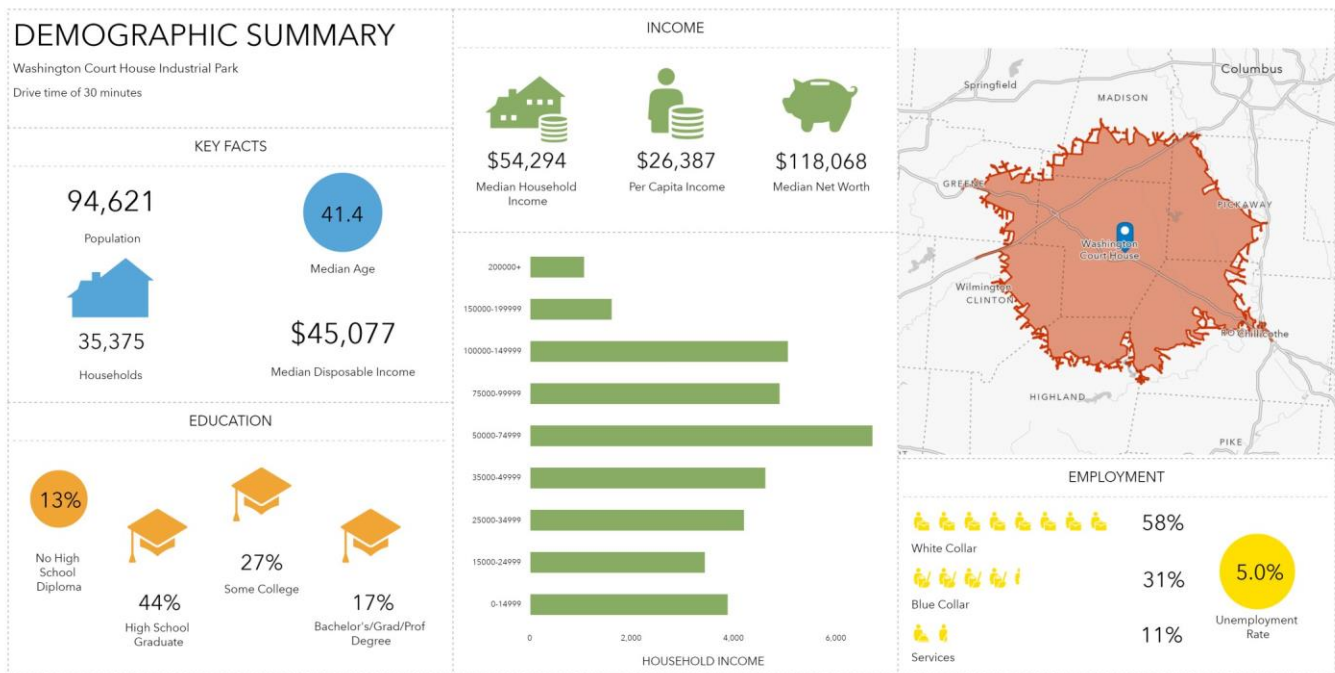 DEMOGRAPHIC SUMMARY
Washington Court House Industrial Park
Drive time of 30 minutes
KEY FACTS
94,621
Population
41.4
Median Age
35,375
Households
$45,077
Median Disposable Income
EDUCATION
13%
No High
School
Diploma
44%
High School
Graduate
27%
Some College
17%
Bachelor's/Grad/Prof
Degree
INCOME
$54,294
Median Household
Income
$26,387
Per Capita Income
$118,068
Median Net Worth
200000+
150000-199999
100000-149999
75000-99999
50000-74999
35000-49999
25000-34999
15000-24999
0-14999
0
2,000
4,000
6,000
HOUSEHOLD INCOME
Columbus
Springfield
MADISON
GREENE
PICKAWAY
Washington
Court House
Wilmington
CLINTON
Chillicothe
HIGHLAND
PIKE
EMPLOYMENT
58%
White Collar
31%
Blue Collar
11%
Services
5.0%
Unemployment
Rate